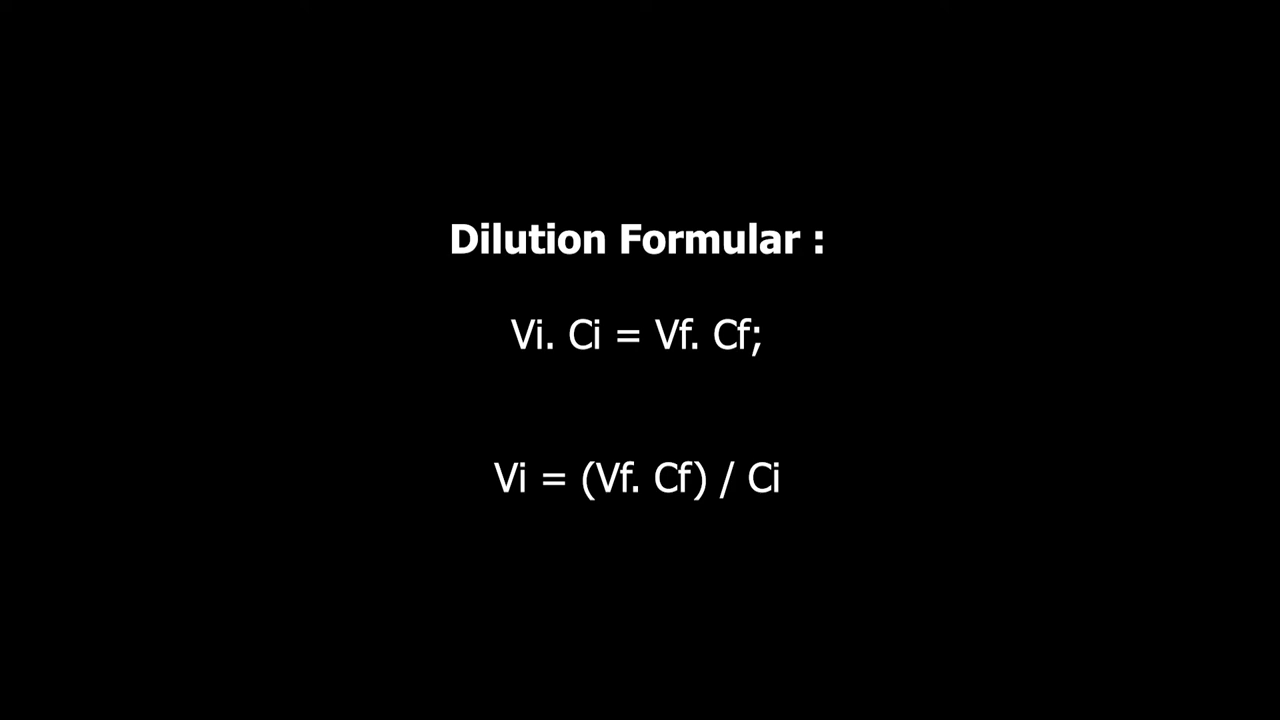 Dilution Formular :
Vi. Ci = Vf. Cf;
Vi = (Vf. Cf) / Ci